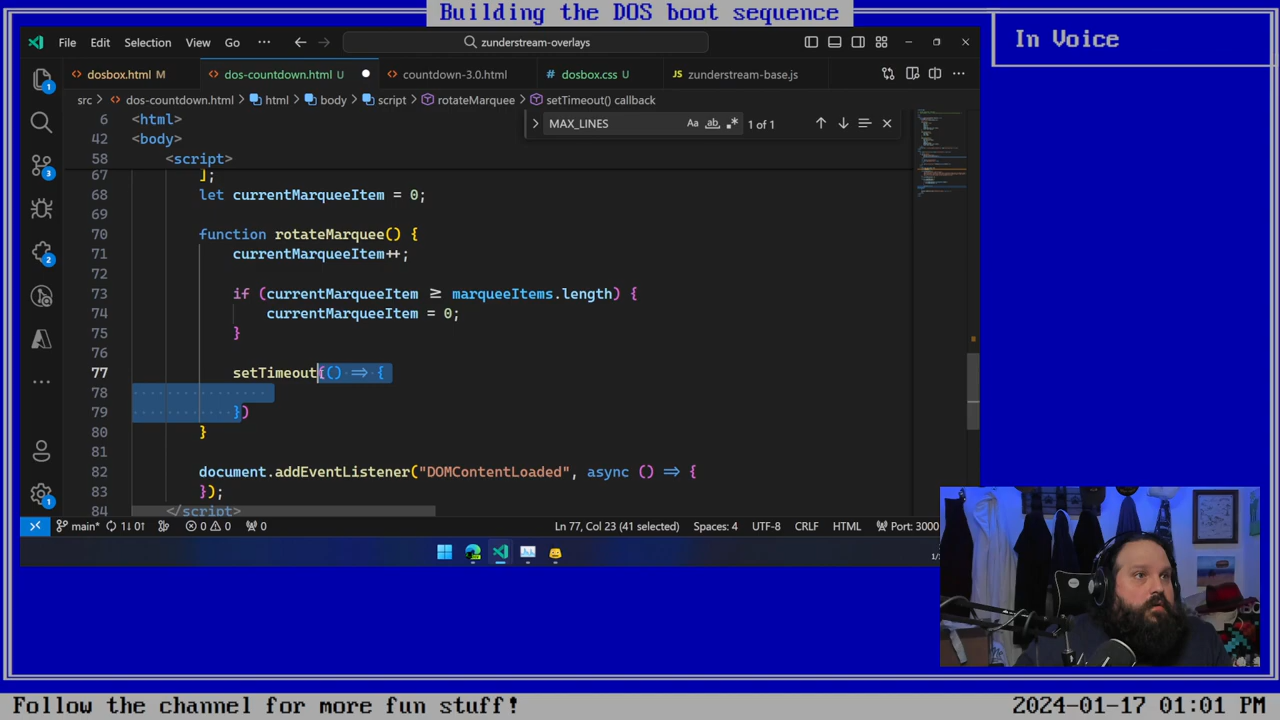 Building the DOS boot sequence
In Voice
File Edit Selection View Go ··· zunderstream-overlays
dosbox.html M dos-countdown.html U countdown-3.0.html dosbox.css U zunderstream-base.js
src > dos-countdown.html > html > body > script > rotateMarquee > setTimeout() callback
6 <html>
42 <body>
58 <script>
MAX_LINES Aa ab 1 of 1
67 ];
68 let currentMarqueeItem = 0;
69
70 function rotateMarquee() {
71 currentMarqueeItem++;
72
73 if (currentMarqueeItem ≥ marqueeItems.length) {
74 currentMarqueeItem = 0;
75 }
76
77 setTimeout(() ⇒ {
78
79 })
80 }
81
82 document.addEventListener("DOMContentLoaded", async () ⇒ {
83 });
84 </script>
main* 1↓ 0↑ 0 0 0 Ln 77, Col 23 (41 selected) Spaces: 4 UTF-8 CRLF HTML Port: 3000
Follow the channel for more fun stuff! 2024-01-17 01:01 PM